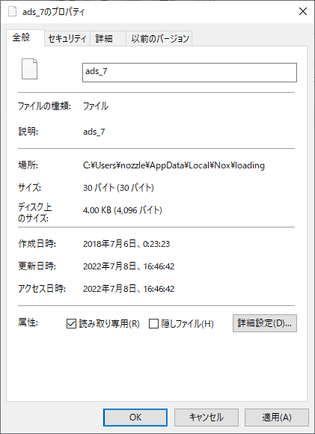 ads_7のプロパティ
全般 セキュリティ 詳細 以前のバージョン
ads_7
ファイルの種類: ファイル
説明: ads_7
場所: C:¥Users¥nozzle¥AppData¥Local¥Nox¥loading
サイズ: 30 バイト (30 バイト)
ディスク上
のサイズ: 4.00 KB (4,096 バイト)
作成日時: 2018年7月6日、0:23:23
更新日時: 2022年7月8日、16:46:42
アクセス日時: 2022年7月8日、16:46:42
属性: 読み取り専用(R) 隠しファイル(H) 詳細設定(D)...
OK キャンセル 適用(A)